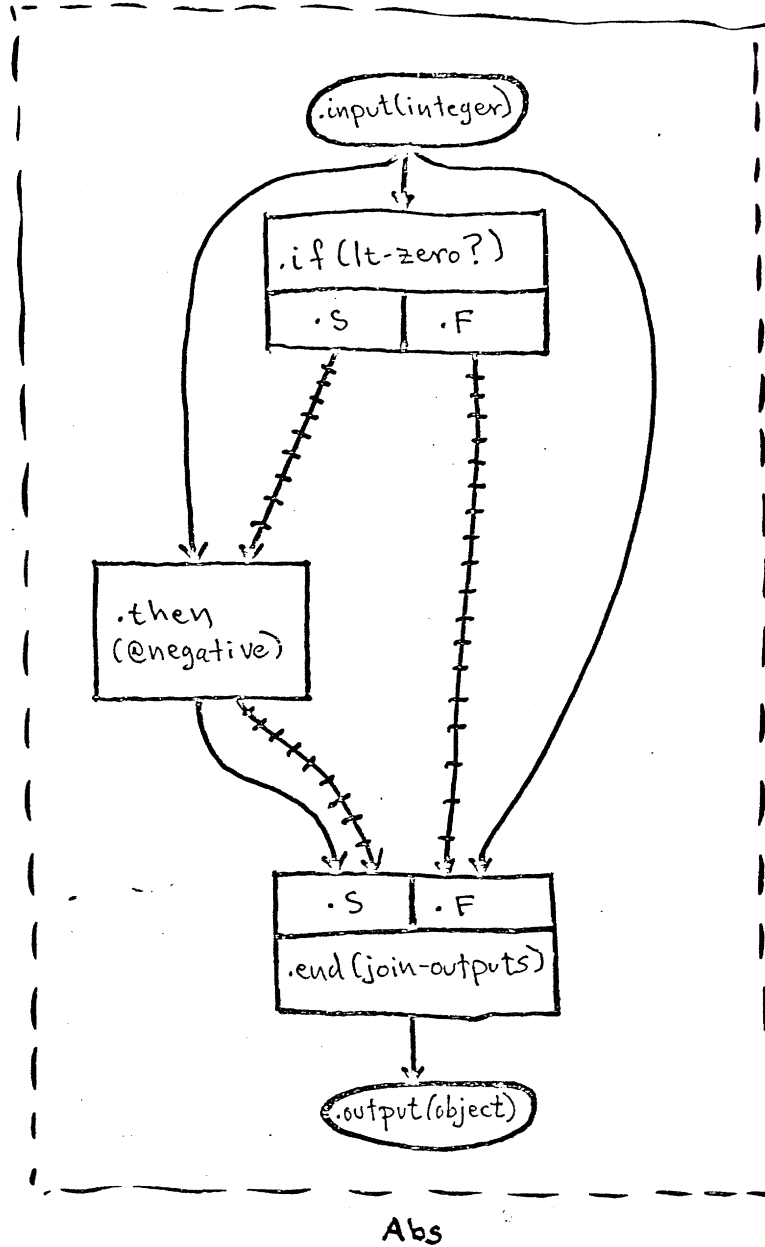 .input(integer)
.if(lt-zero?)
.S
.F
.then
(@negative)
.S
.F
.end(join-outputs)
.output(object)
Abs